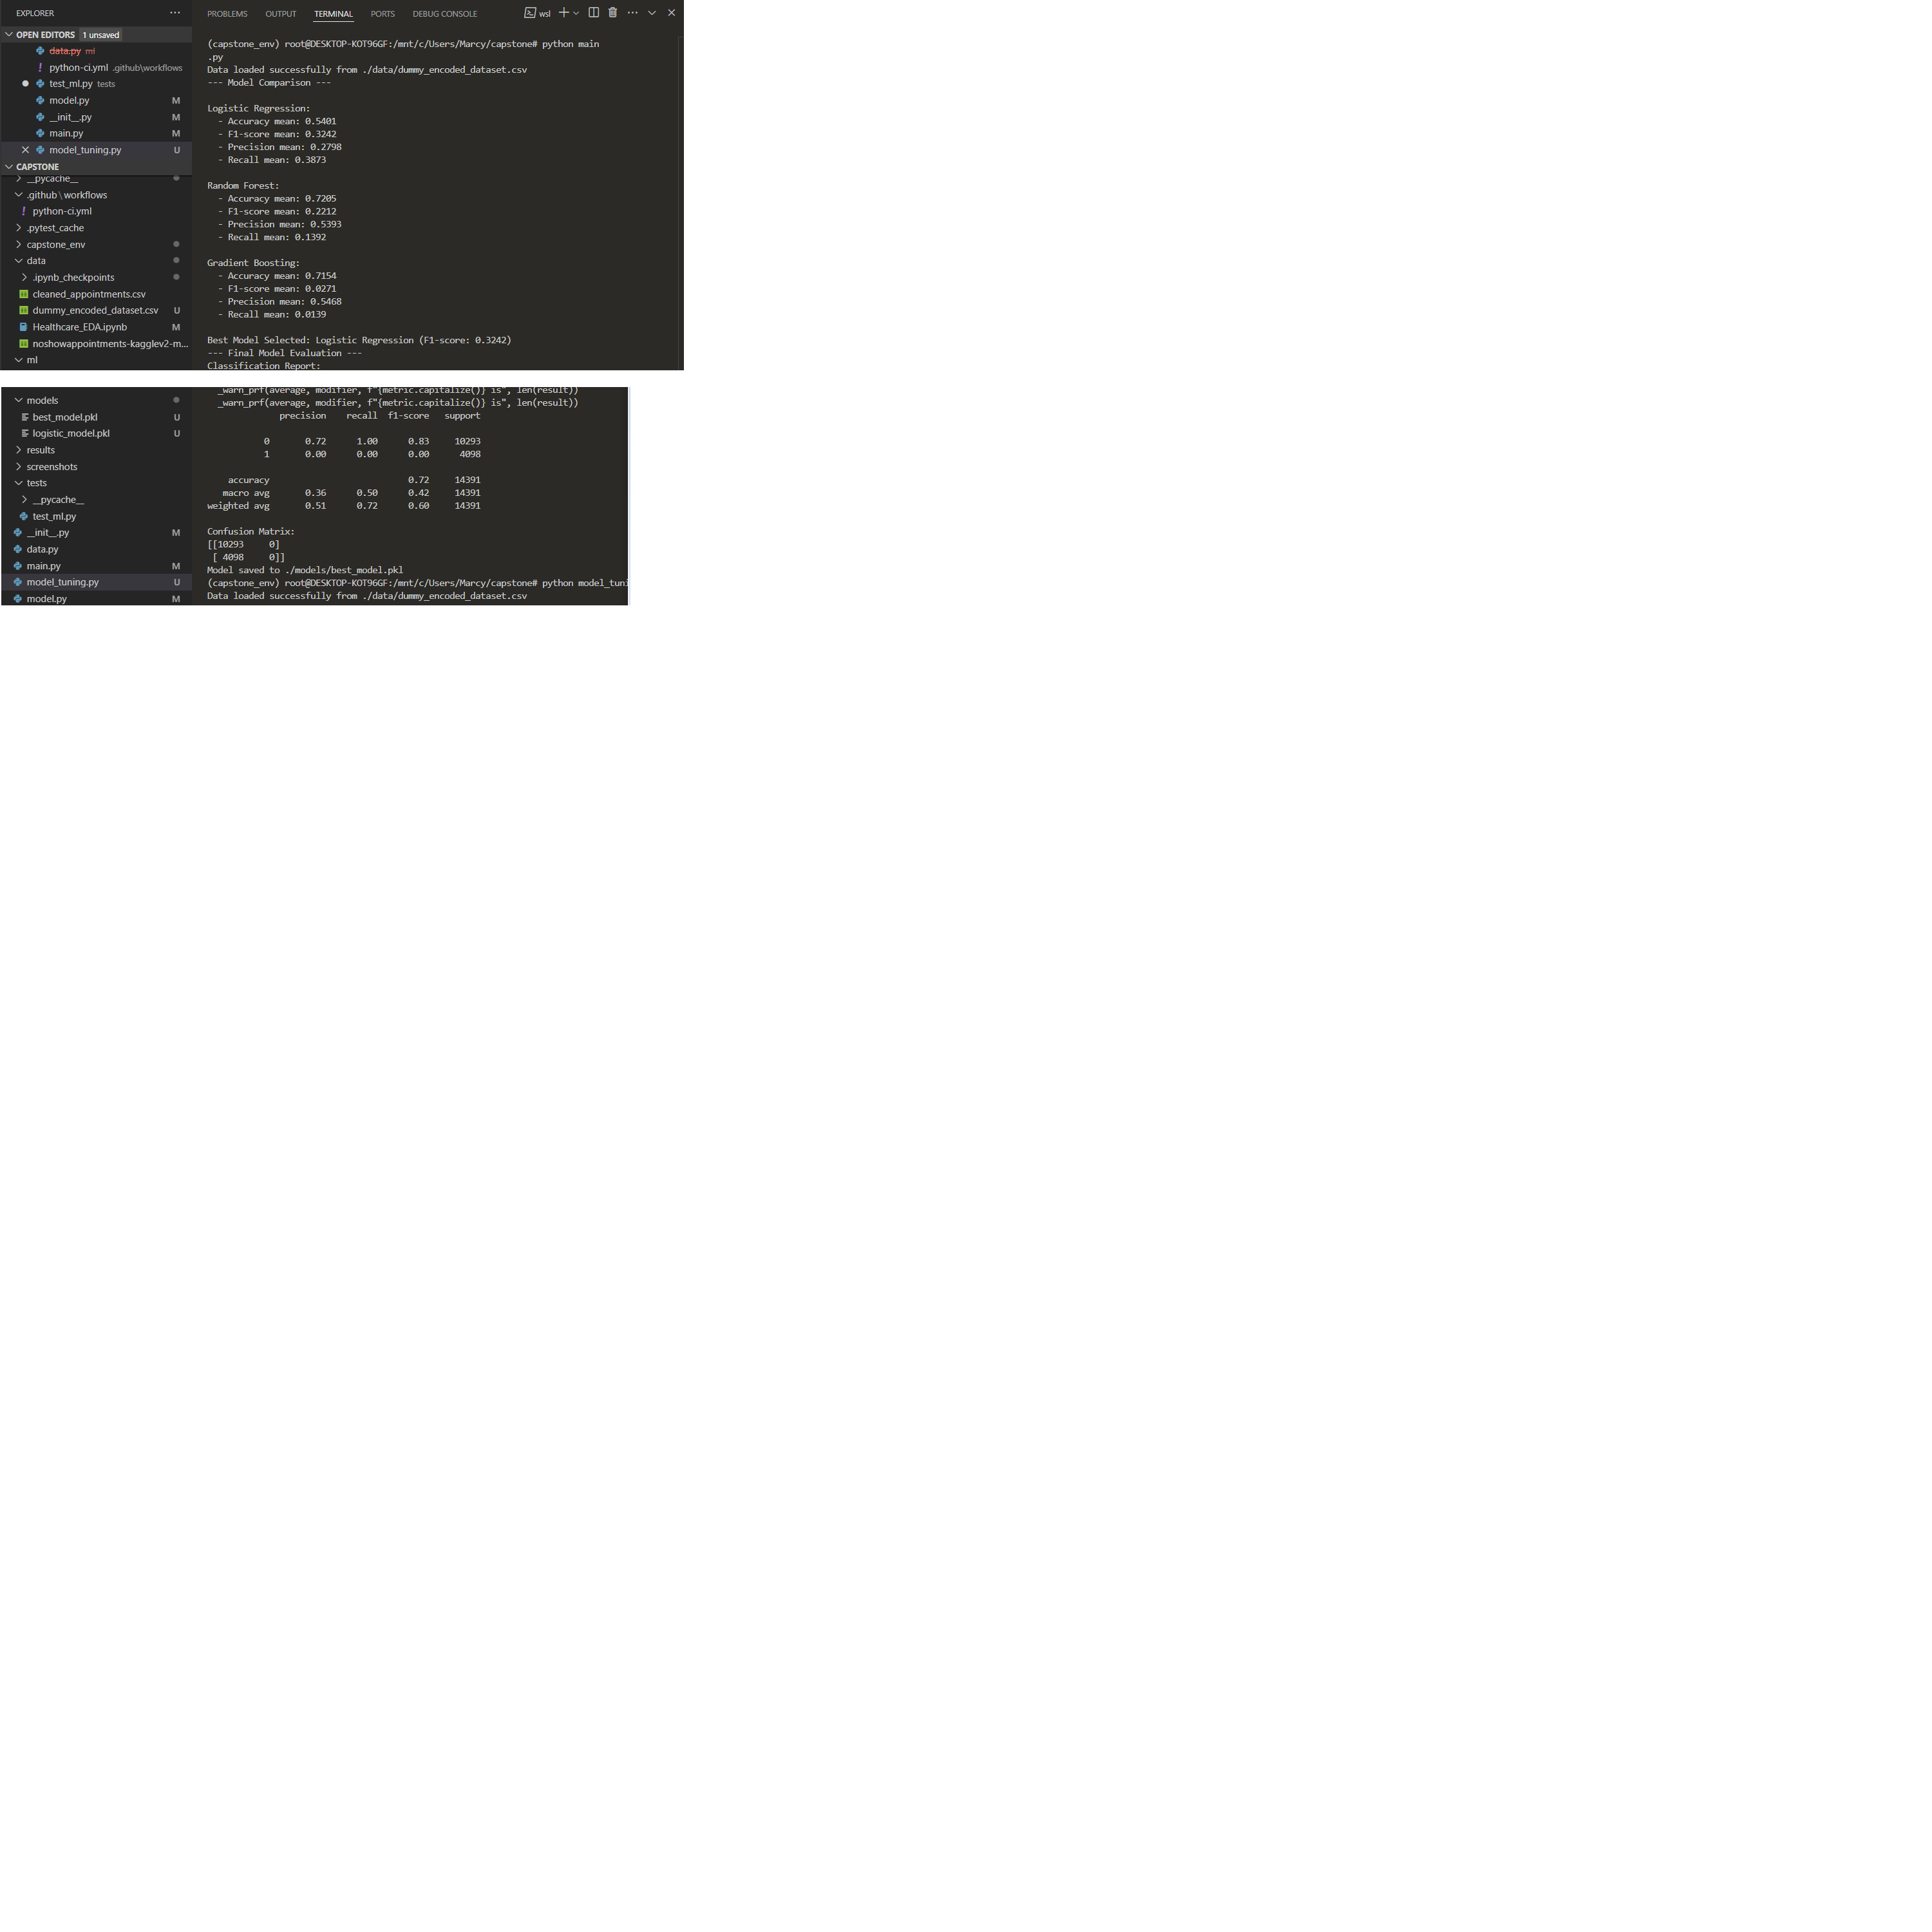 EXPLORER
OPEN EDITORS 1 unsaved
data.py ml
python-ci.yml .github\workflows
test_ml.py tests
model.py M
__init__.py M
main.py M
model_tuning.py U
CAPSTONE
__pycache__
.github \ workflows
python-ci.yml
.pytest_cache
capstone_env
data
.ipynb_checkpoints
cleaned_appointments.csv
dummy_encoded_dataset.csv U
Healthcare_EDA.ipynb M
noshowappointments-kagglev2-m...
ml
PROBLEMS OUTPUT TERMINAL PORTS DEBUG CONSOLE wsl
(capstone_env) root@DESKTOP-KOT96GF:/mnt/c/Users/Marcy/capstone# python main
.py
Data loaded successfully from ./data/dummy_encoded_dataset.csv
--- Model Comparison ---
Logistic Regression:
- Accuracy mean: 0.5401
- F1-score mean: 0.3242
- Precision mean: 0.2798
- Recall mean: 0.3873
Random Forest:
- Accuracy mean: 0.7205
- F1-score mean: 0.2212
- Precision mean: 0.5393
- Recall mean: 0.1392
Gradient Boosting:
- Accuracy mean: 0.7154
- F1-score mean: 0.0271
- Precision mean: 0.5468
- Recall mean: 0.0139
Best Model Selected: Logistic Regression (F1-score: 0.3242)
--- Final Model Evaluation ---
Classification Report:
models
best_model.pkl U
logistic_model.pkl U
results
screenshots
tests
__pycache__
test_ml.py
__init__.py M
data.py
main.py M
model_tuning.py U
model.py M
_warn_prf(average, modifier, f"{metric.capitalize()} is", len(result))
_warn_prf(average, modifier, f"{metric.capitalize()} is", len(result))
precision recall f1-score support
0 0.72 1.00 0.83 10293
1 0.00 0.00 0.00 4098
accuracy 0.72 14391
macro avg 0.36 0.50 0.42 14391
weighted avg 0.51 0.72 0.60 14391
Confusion Matrix:
[[10293 0]
[ 4098 0]]
Model saved to ./models/best_model.pkl
(capstone_env) root@DESKTOP-KOT96GF:/mnt/c/Users/Marcy/capstone# python model_tuni
Data loaded successfully from ./data/dummy_encoded_dataset.csv